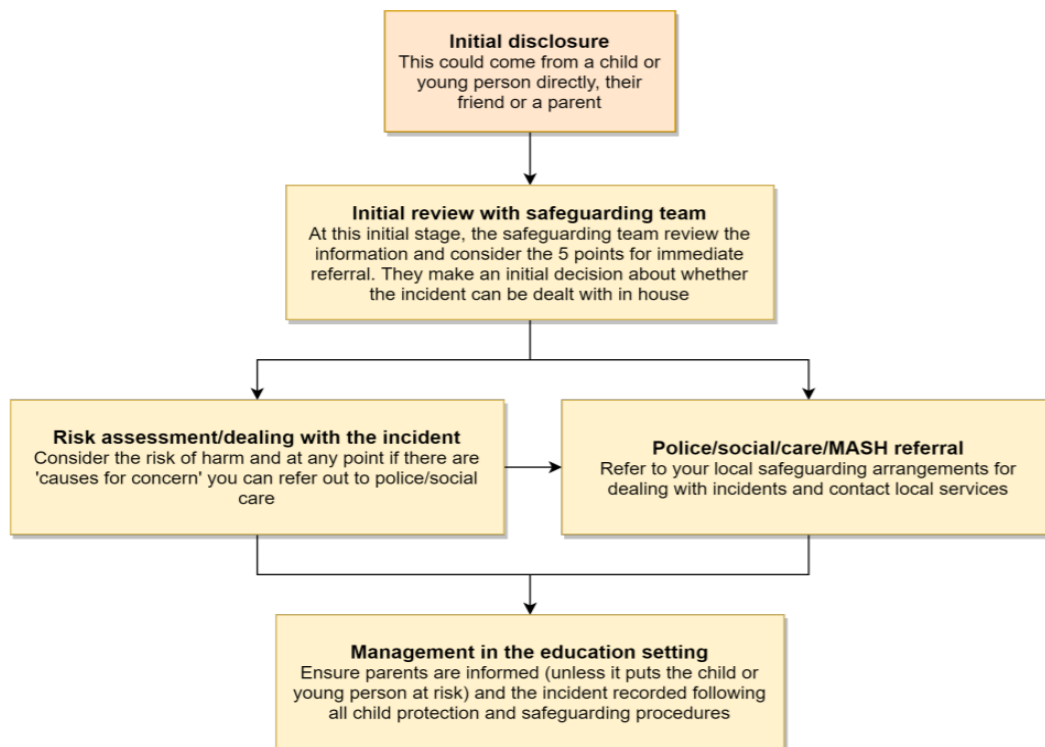 Initial disclosure
This could come from a child or
young person directly, their
friend or a parent
Initial review with safeguarding team
At this initial stage, the safeguarding team review the
information and consider the 5 points for immediate
referral. They make an initial decision about whether
the incident can be dealt with in house
Risk assessment/dealing with the incident
Consider the risk of harm and at any point if there are
'causes for concern' you can refer out to police/social
care
Police/social/care/MASH referral
Refer to your local safeguarding arrangements for
dealing with incidents and contact local services
Management in the education setting
Ensure parents are informed (unless it puts the child or
young person at risk) and the incident recorded following
all child protection and safeguarding procedures